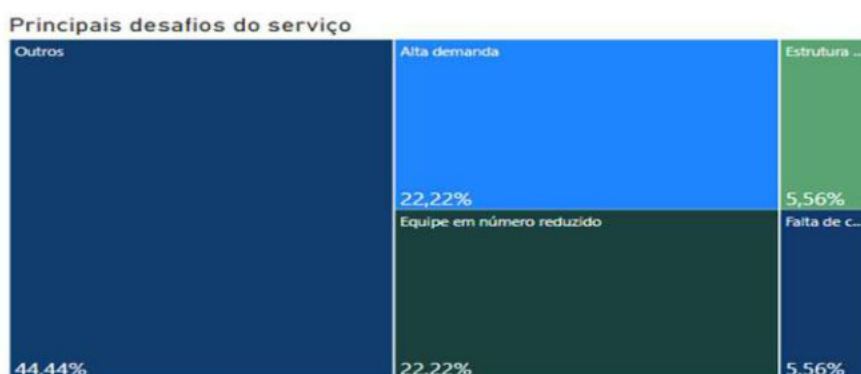 Principais desafios do serviço
Outros
44,44%
Alta demanda
22,22%
Equipe em número reduzido
22,22%
Estrutura ...
5,56%
Falta de c...
5,56%